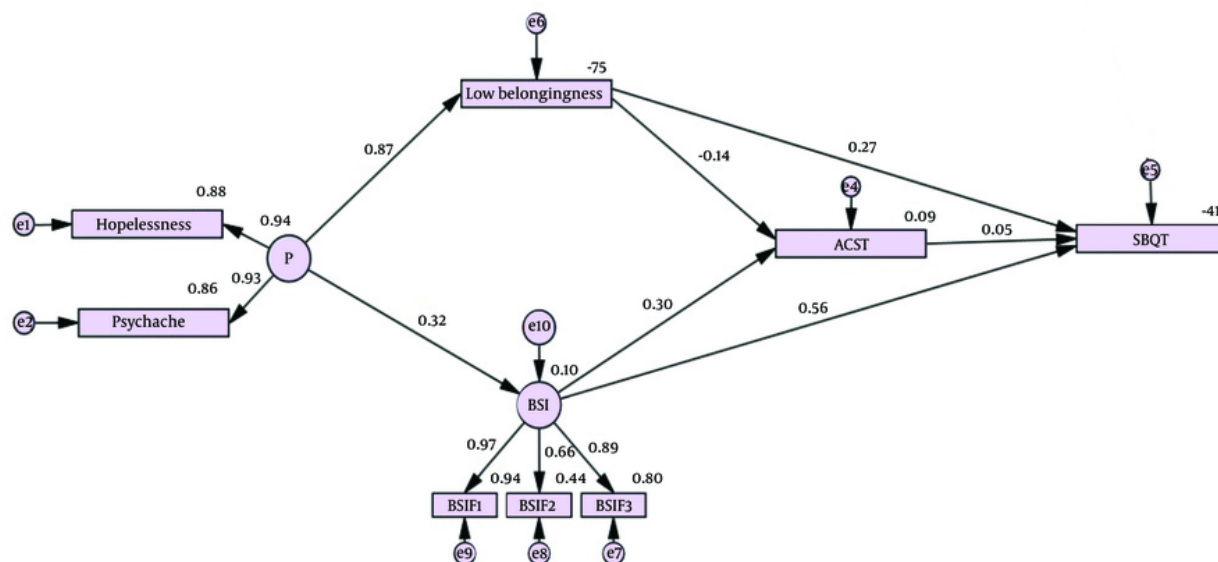 e6
-75
Low belongingness
0.87
-0.14
0.27
e5
e4
0.88
0.94
e1
Hopelessness
0.09
-41
0.05
SBQT
ACST
P
0.93
0.86
e2
Psychache
0.32
0.30
0.56
e10
0.10
BSI
0.97
0.66
0.89
0.94
0.44
0.80
BSIF1
BSIF2
BSIF3
e9
e8
e7